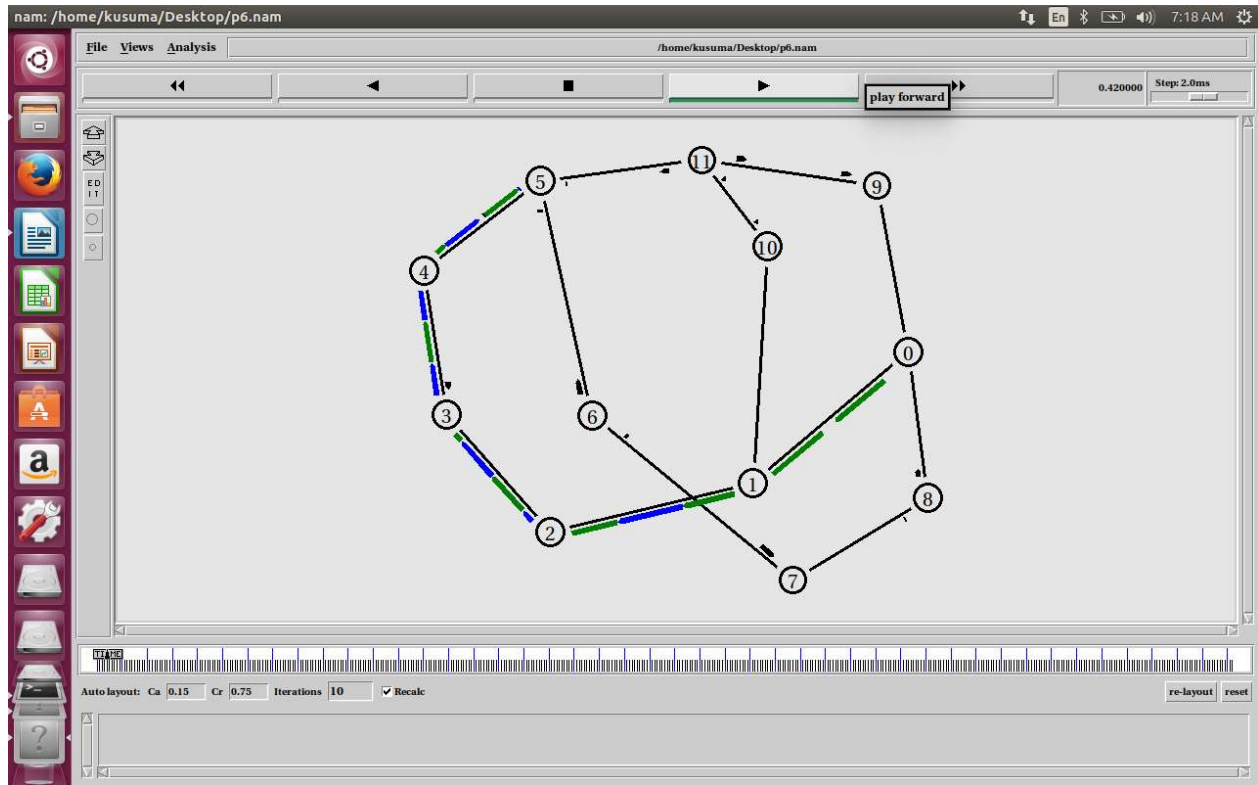 nam: /home/kusuma/Desktop/p6.nam
En
7:18 AM
File Views Analysis
/home/kusuma/Desktop/p6.nam
play forward
0.420000
Step: 2.0ms
E D
I T
11
5
9
10
4
0
3
6
1
8
2
7
TIME
Auto layout: Ca 0.15 Cr 0.75 Iterations 10 Recalc
re-layout reset